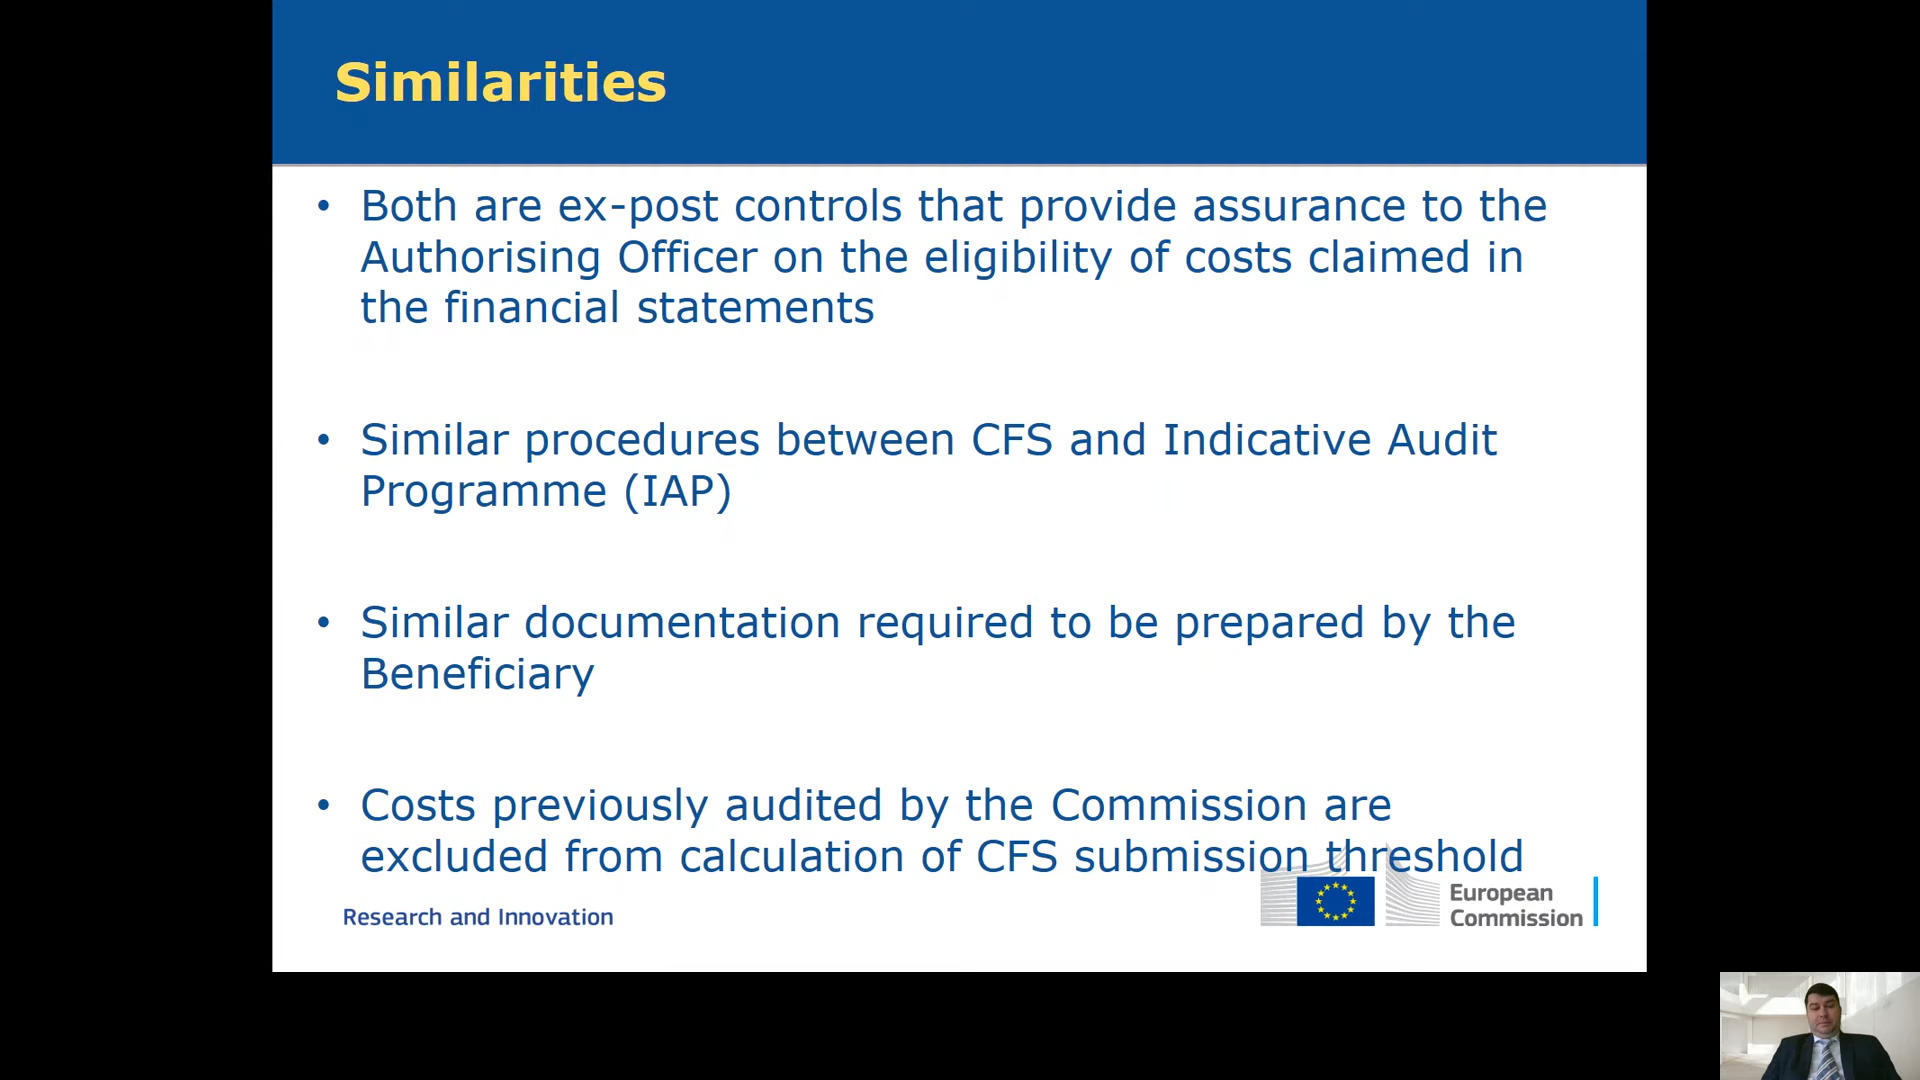 Similarities
• Both are ex-post controls that provide assurance to the
Authorising Officer on the eligibility of costs claimed in
the financial statements
• Similar procedures between CFS and Indicative Audit
Programme (IAP)
• Similar documentation required to be prepared by the
Beneficiary
• Costs previously audited by the Commission are
excluded from calculation of CFS submission threshold
Research and Innovation
European
Commission